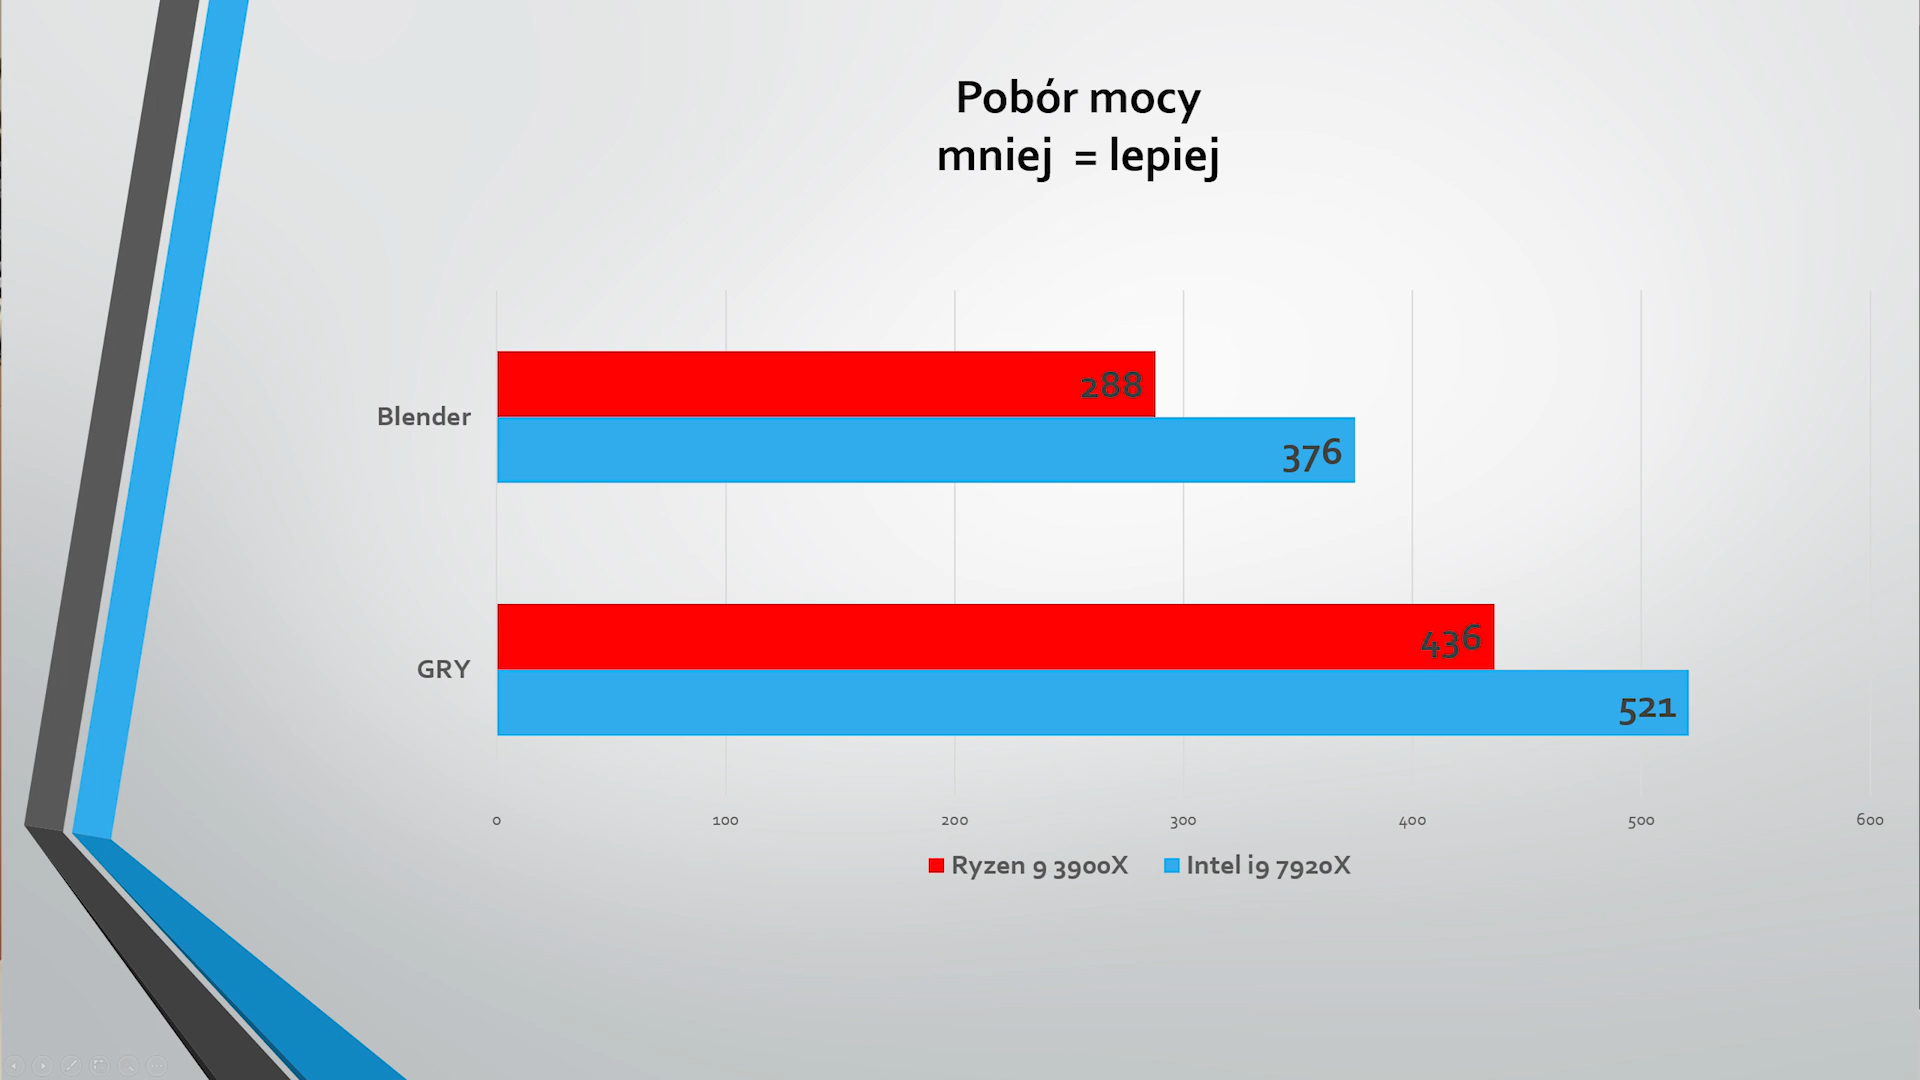 Pobór mocy
mniej = lepiej
Blender
288
376
GRY
436
521
0 100 200 300 400 500 600
Ryzen 9 3900X Intel i9 7920X